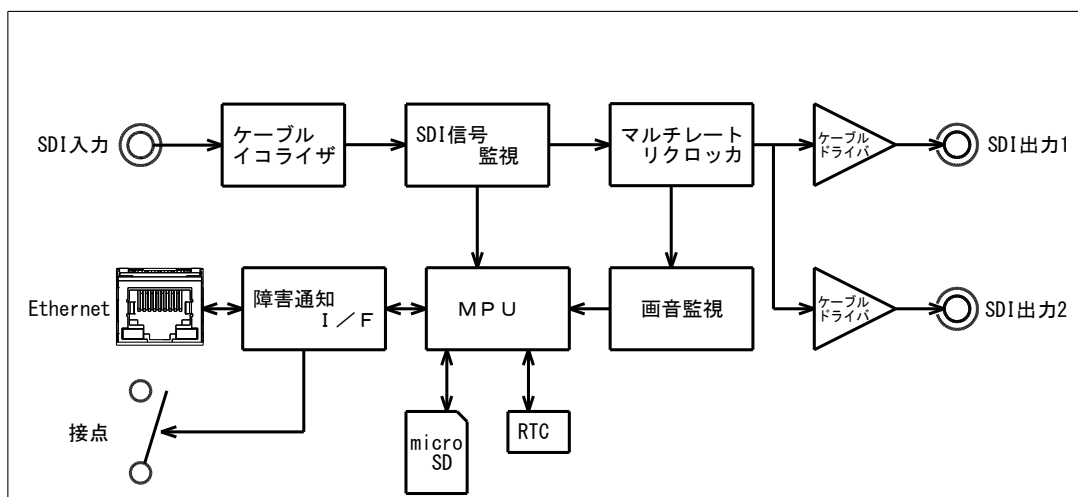 SDI入力
ケーブル
イコライザ
SDI信号
監視
マルチレート
リクロッカ
ケーブル
ドライバ
SDI出力1
Ethernet
障害通知
I/F
MPU
画音監視
ケーブル
ドライバ
SDI出力2
接点
micro
SD
RTC